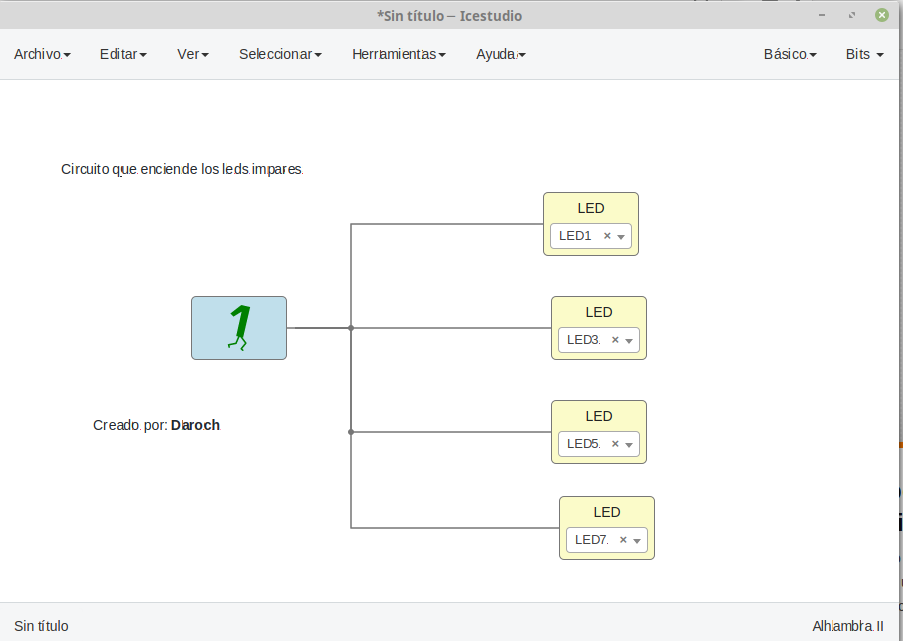 *Sin título – Icestudio
Archivo Editar Ver Seleccionar Herramientas Ayuda Básico Bits
Circuito que enciende los leds impares.
LED
LED1 ×
1
LED
LED3 ×
LED
LED5 ×
Creado por: Daroch
LED
LED7 ×
Sin título Alhambra II